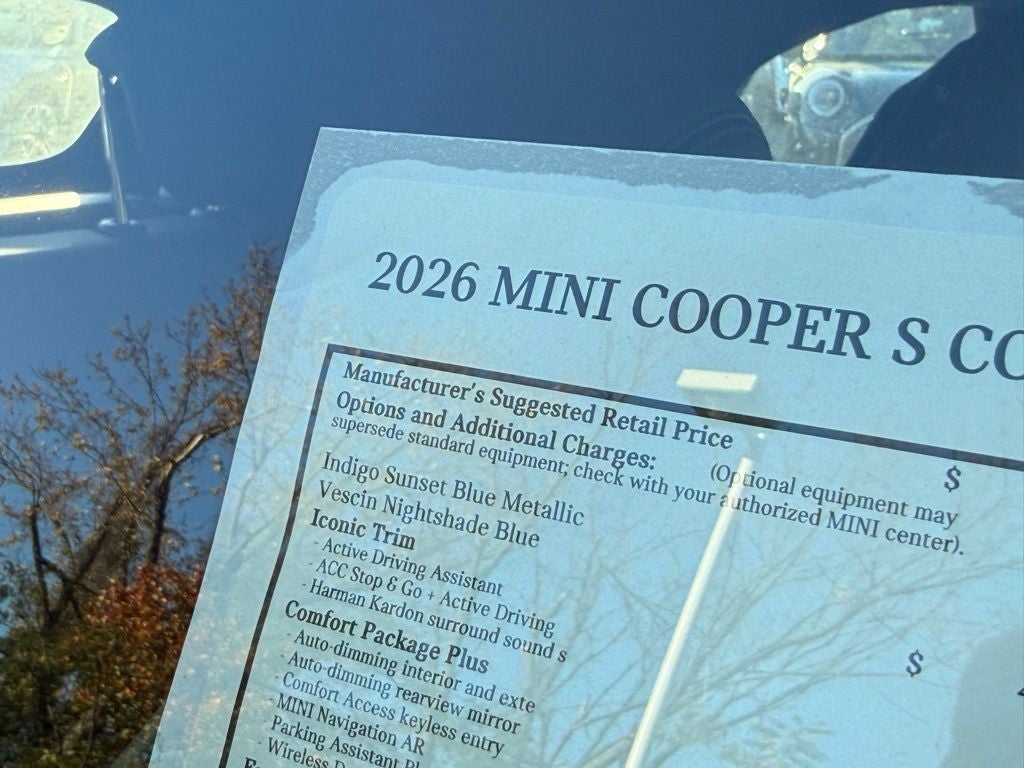 2026 MINI COOPER S CO
Manufacturer's Suggested Retail Price
$
Options and Additional Charges: (Optional equipment may
supersede standard equipment; check with your authorized MINI center).
Indigo Sunset Blue Metallic
Vescin Nightshade Blue
Iconic Trim
$
- Active Driving Assistant
- ACC Stop & Go + Active Driving
- Harman Kardon surround sound s
Comfort Package Plus
- Auto-dimming interior and exte
- Auto-dimming rearview mirror
- Comfort Access keyless entry
- MINI Navigation AR
- Parking Assistant Pl
- Wireless